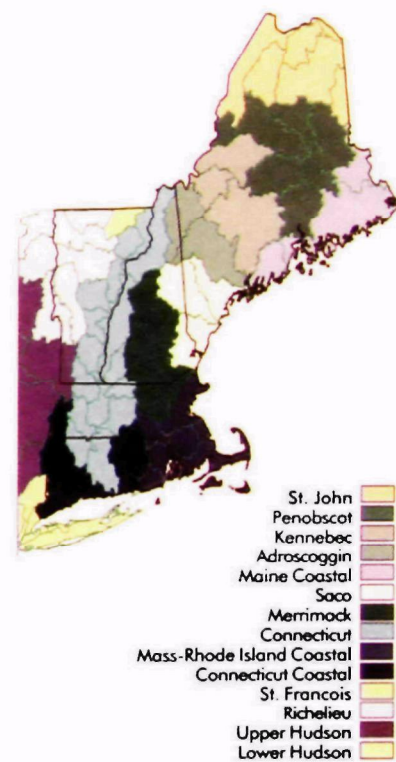 St. John
Penobscot
Kennebec
Adroscoggin
Maine Coastal
Saco
Merrimack
Connecticut
Mass-Rhode Island Coastal
Connecticut Coastal
St. Francois
Richelieu
Upper Hudson
Lower Hudson